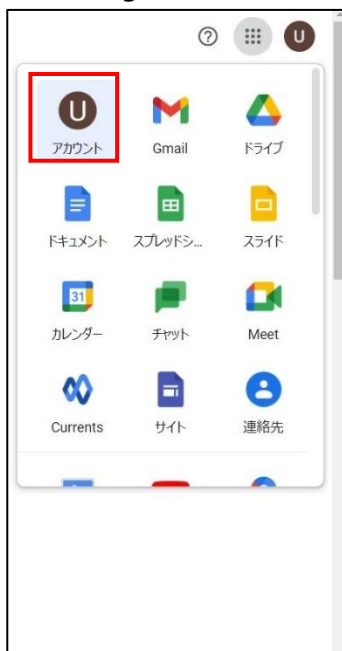 U
U
アカウント Gmail ドライブ
ドキュメント スプレッドシ... スライド
31
カレンダー チャット Meet
Currents サイト 連絡先